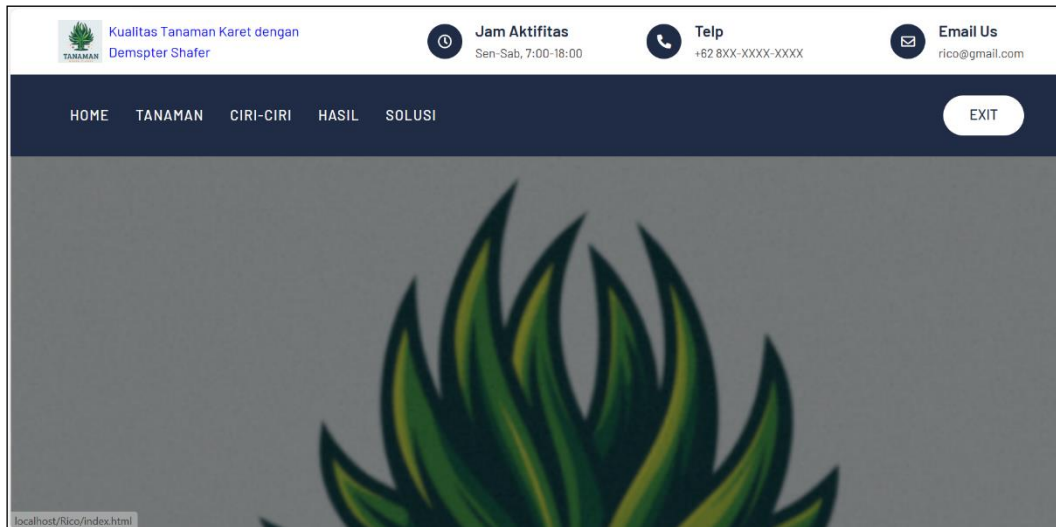 TANAMAN
Kualitas Tanaman Karet dengan
Demspter Shafer
Jam Aktifitas
Sen-Sab, 7:00-18:00
Telp
+62 8XX-XXXX-XXXX
Email Us
rico@gmail.com
HOME TANAMAN CIRI-CIRI HASIL SOLUSI EXIT
localhost/Rico/index.html